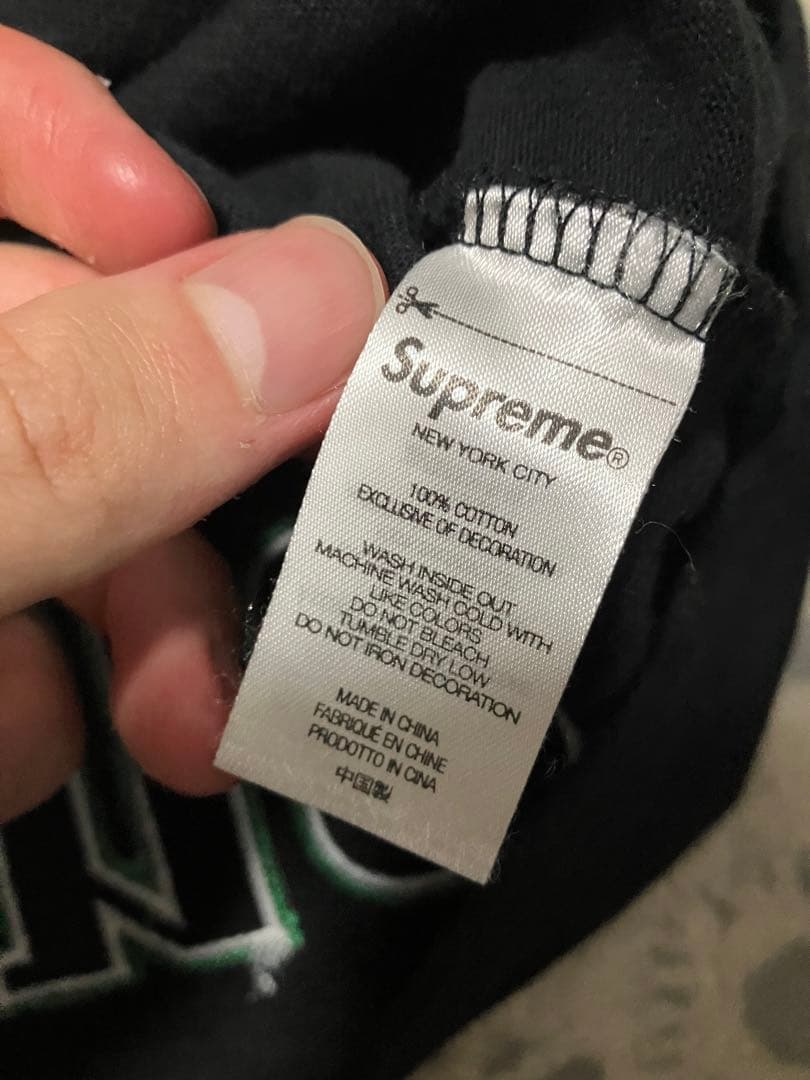 Supreme®
NEW YORK CITY
100% COTTON
EXCLUSIVE OF DECORATION
WASH INSIDE OUT
MACHINE WASH COLD WITH
LIKE COLORS
DO NOT BLEACH
TUMBLE DRY LOW
DO NOT IRON DECORATION
MADE IN CHINA
FABRIQUÉ EN CHINE
PRODOTTO IN CINA
中国製